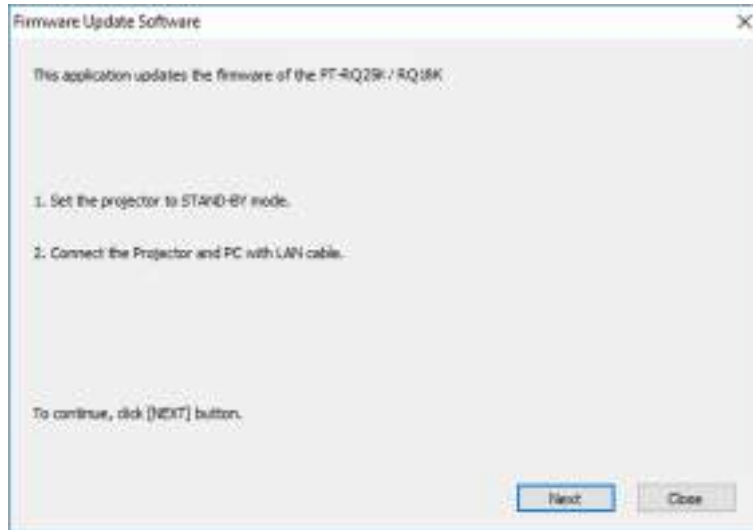 Firmware Update Software
This application updates the firmware of the PT-RQ25K / RQ18K
1. Set the projector to STAND-BY mode.
2. Connect the Projector and PC with LAN cable.
To continue, click [NEXT] button.
Next
Close